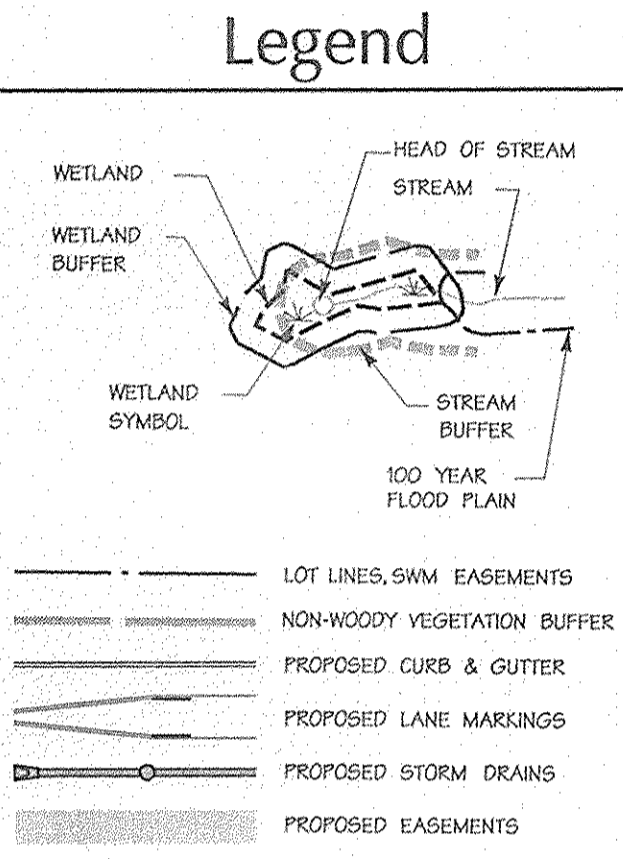 Legend
HEAD OF STREAM
WETLAND
STREAM
WETLAND
BUFFER
WETLAND
SYMBOL
STREAM
BUFFER
100 YEAR
FLOOD PLAIN
LOT LINES, SWM EASEMENTS
NON-WOODY VEGETATION BUFFER
PROPOSED CURB & GUTTER
PROPOSED LANE MARKINGS
PROPOSED STORM DRAINS
PROPOSED EASEMENTS